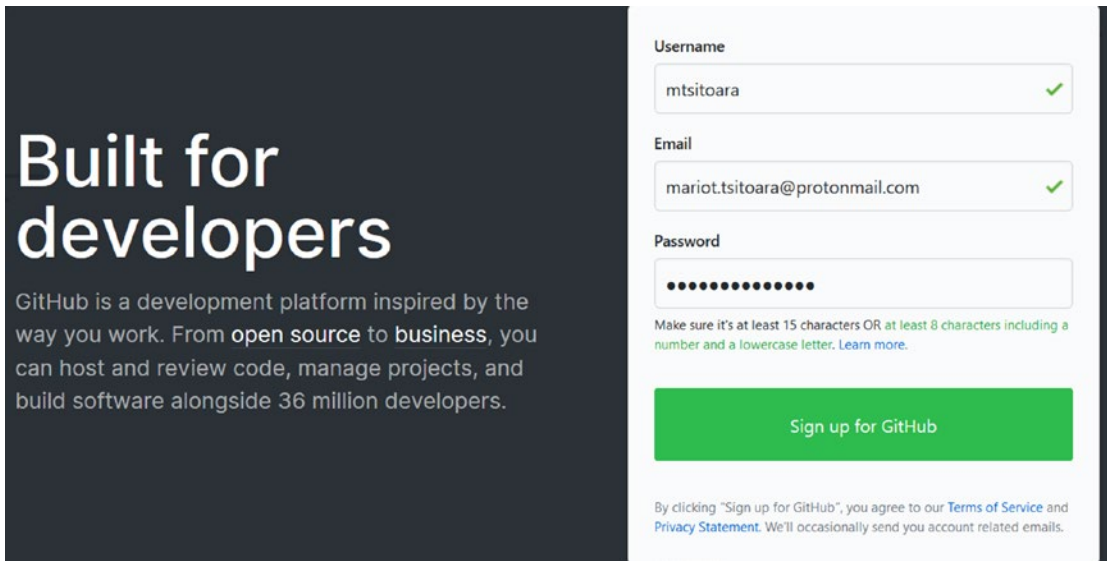 Built for
developers
GitHub is a development platform inspired by the
way you work. From open source to business, you
can host and review code, manage projects, and
build software alongside 36 million developers.
Username
mtsitoara
Email
mariot.tsitoara@protonmail.com
Password
●●●●●●●●●●●●●●
Make sure it's at least 15 characters OR at least 8 characters including a
number and a lowercase letter. Learn more.
Sign up for GitHub
By clicking "Sign up for GitHub", you agree to our Terms of Service and
Privacy Statement. We'll occasionally send you account related emails.